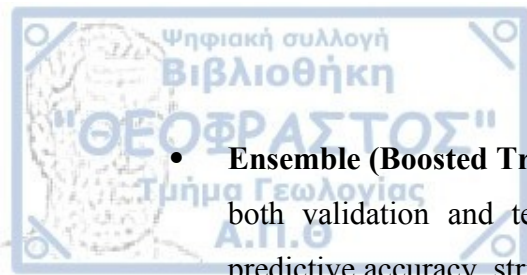 Ψηφιακή συλλογή
Βιβλιοθήκη
"ΘΕΟΦΡΑΣΤΟΣ"
• Ensemble (Boosted Tr
Τμήμα Γεωλογίας
both validation and te
Α.Π.Θ
predictive accuracy, str